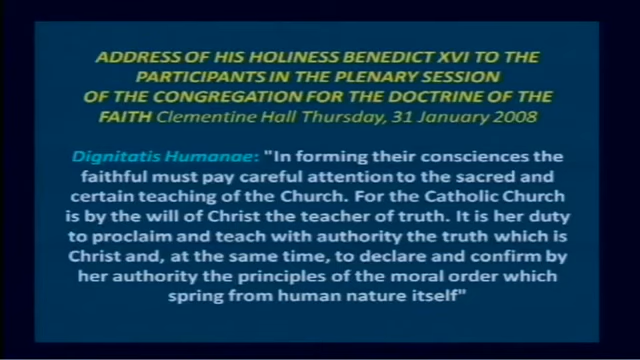 ADDRESS OF HIS HOLINESS BENEDICT XVI TO THE
PARTICIPANTS IN THE PLENARY SESSION
OF THE CONGREGATION FOR THE DOCTRINE OF THE
FAITH Clementine Hall Thursday, 31 January 2008
Dignitatis Humanae: "In forming their consciences the
faithful must pay careful attention to the sacred and
certain teaching of the Church. For the Catholic Church
is by the will of Christ the teacher of truth. It is her duty
to proclaim and teach with authority the truth which is
Christ and, at the same time, to declare and confirm by
her authority the principles of the moral order which
spring from human nature itself"